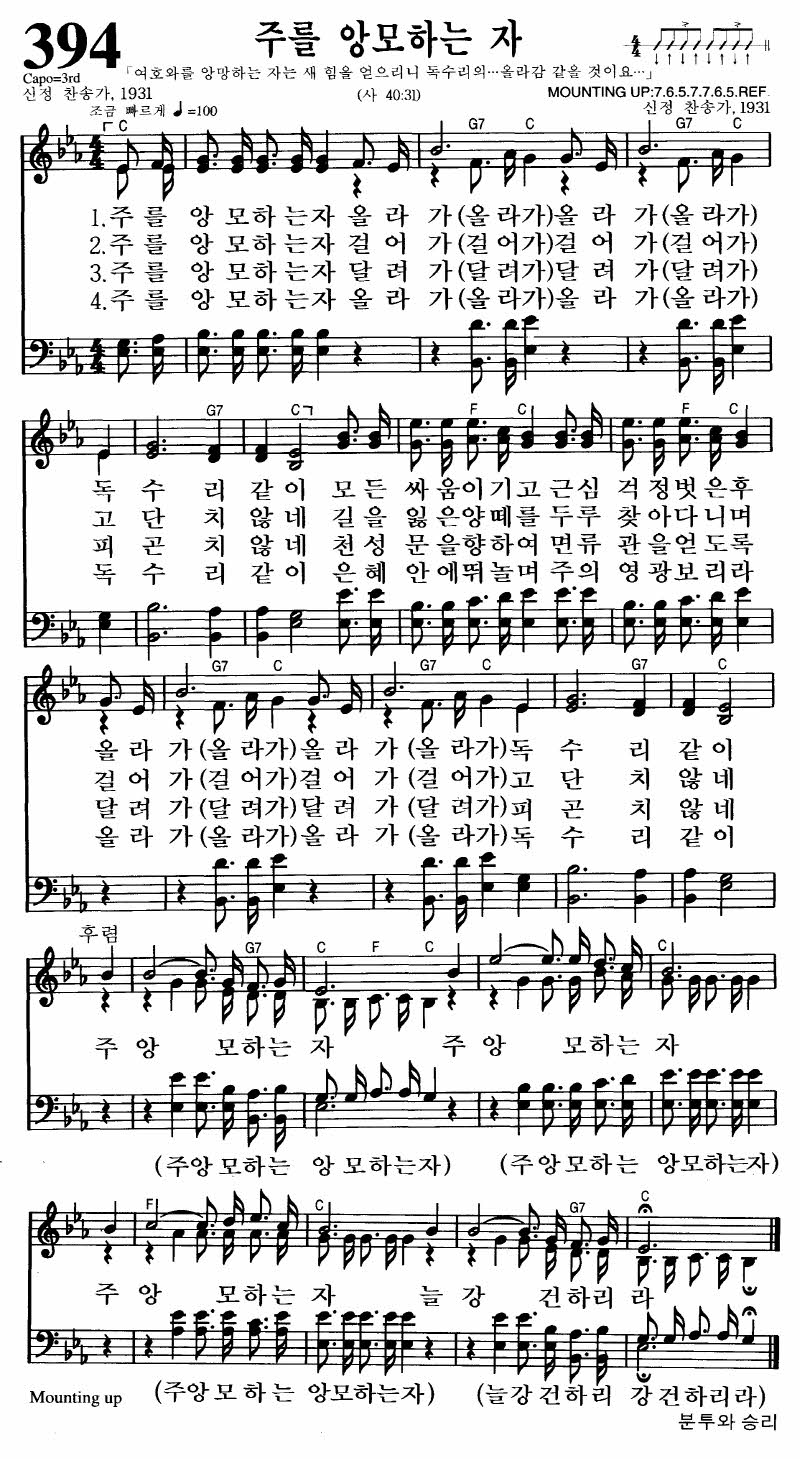 394
주를 앙모하는 자
4/4
Capo=3rd
「여호와를 앙망하는 자는 새 힘을 얻으리니 독수리의…올라감 같을 것이요…」
신정 찬송가, 1931
(사 40:31)
MOUNTING UP:7.6.5.7.7.6.5.REF.
조금 빠르게 ♩=100
신정 찬송가, 1931
C G7 C G7 C
1.주 를 앙 모 하 는 자 올 라 가 (올 라가) 올 라 가 (올 라가)
2.주 를 앙 모 하 는 자 걸 어 가 (걸 어가) 걸 어 가 (걸 어가)
3.주 를 앙 모 하 는 자 달 려 가 (달 려가) 달 려 가 (달 려가)
4.주 를 앙 모 하 는 자 올 라 가 (올 라가) 올 라 가 (올 라가)
G7 C F C F C
독 수 리 같 이 모 든 싸 움 이 기 고 근 심 걱 정 벗 은 후
고 단 치 않 네 길 을 잃 은 양 떼 를 두 루 찾 아 다 니 며
피 곤 치 않 네 천 성 문 을 향 하 여 면 류 관 을 얻 도 록
독 수 리 같 이 은 혜 안 에 뛰 놀 며 주 의 영 광 보 리 라
G7 C G7 C G7 C
올 라 가 (올 라가) 올 라 가 (올 라가) 독 수 리 같 이
걸 어 가 (걸 어가) 걸 어 가 (걸 어가) 고 단 치 않 네
달 려 가 (달 려가) 달 려 가 (달 려가) 피 곤 치 않 네
올 라 가 (올 라가) 올 라 가 (올 라가) 독 수 리 같 이
후렴
G7 C F C C
주 앙 모하는 자 주 앙 모하는 자
(주앙 모하는 앙 모하는자) (주앙 모하는 앙모하는자)
F C G7 C
주 앙 모하는 자 늘 강 건하리 라
(주앙 모 하 는 앙모하는자) (늘강 건하리 강건하리라)
Mounting up
분투와 승리